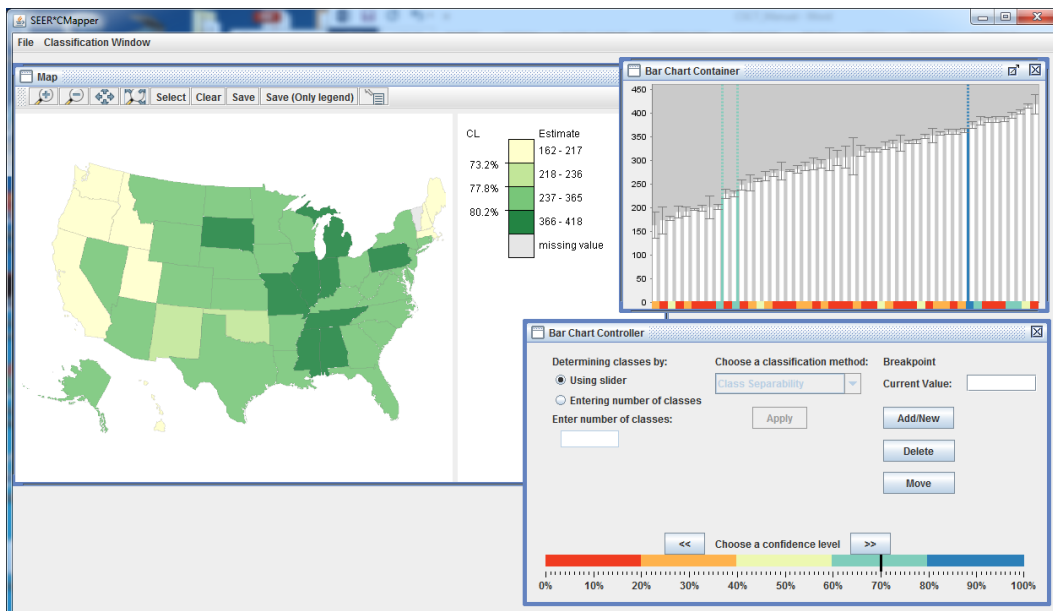 SEER*CMapper
File Classification Window
Map
Select Clear Save Save (Only legend)
CL Estimate
162 - 217
73.2%
218 - 236
77.8%
237 - 365
80.2%
366 - 418
missing value
Bar Chart Container
450
400
350
300
250
200
150
100
50
0
Bar Chart Controller
Determining classes by: Choose a classification method: Breakpoint
Using slider Class Separability Current Value:
Entering number of classes
Enter number of classes: Apply Add/New
Delete
Move
<< Choose a confidence level >>
0% 10% 20% 30% 40% 50% 60% 70% 80% 90% 100%